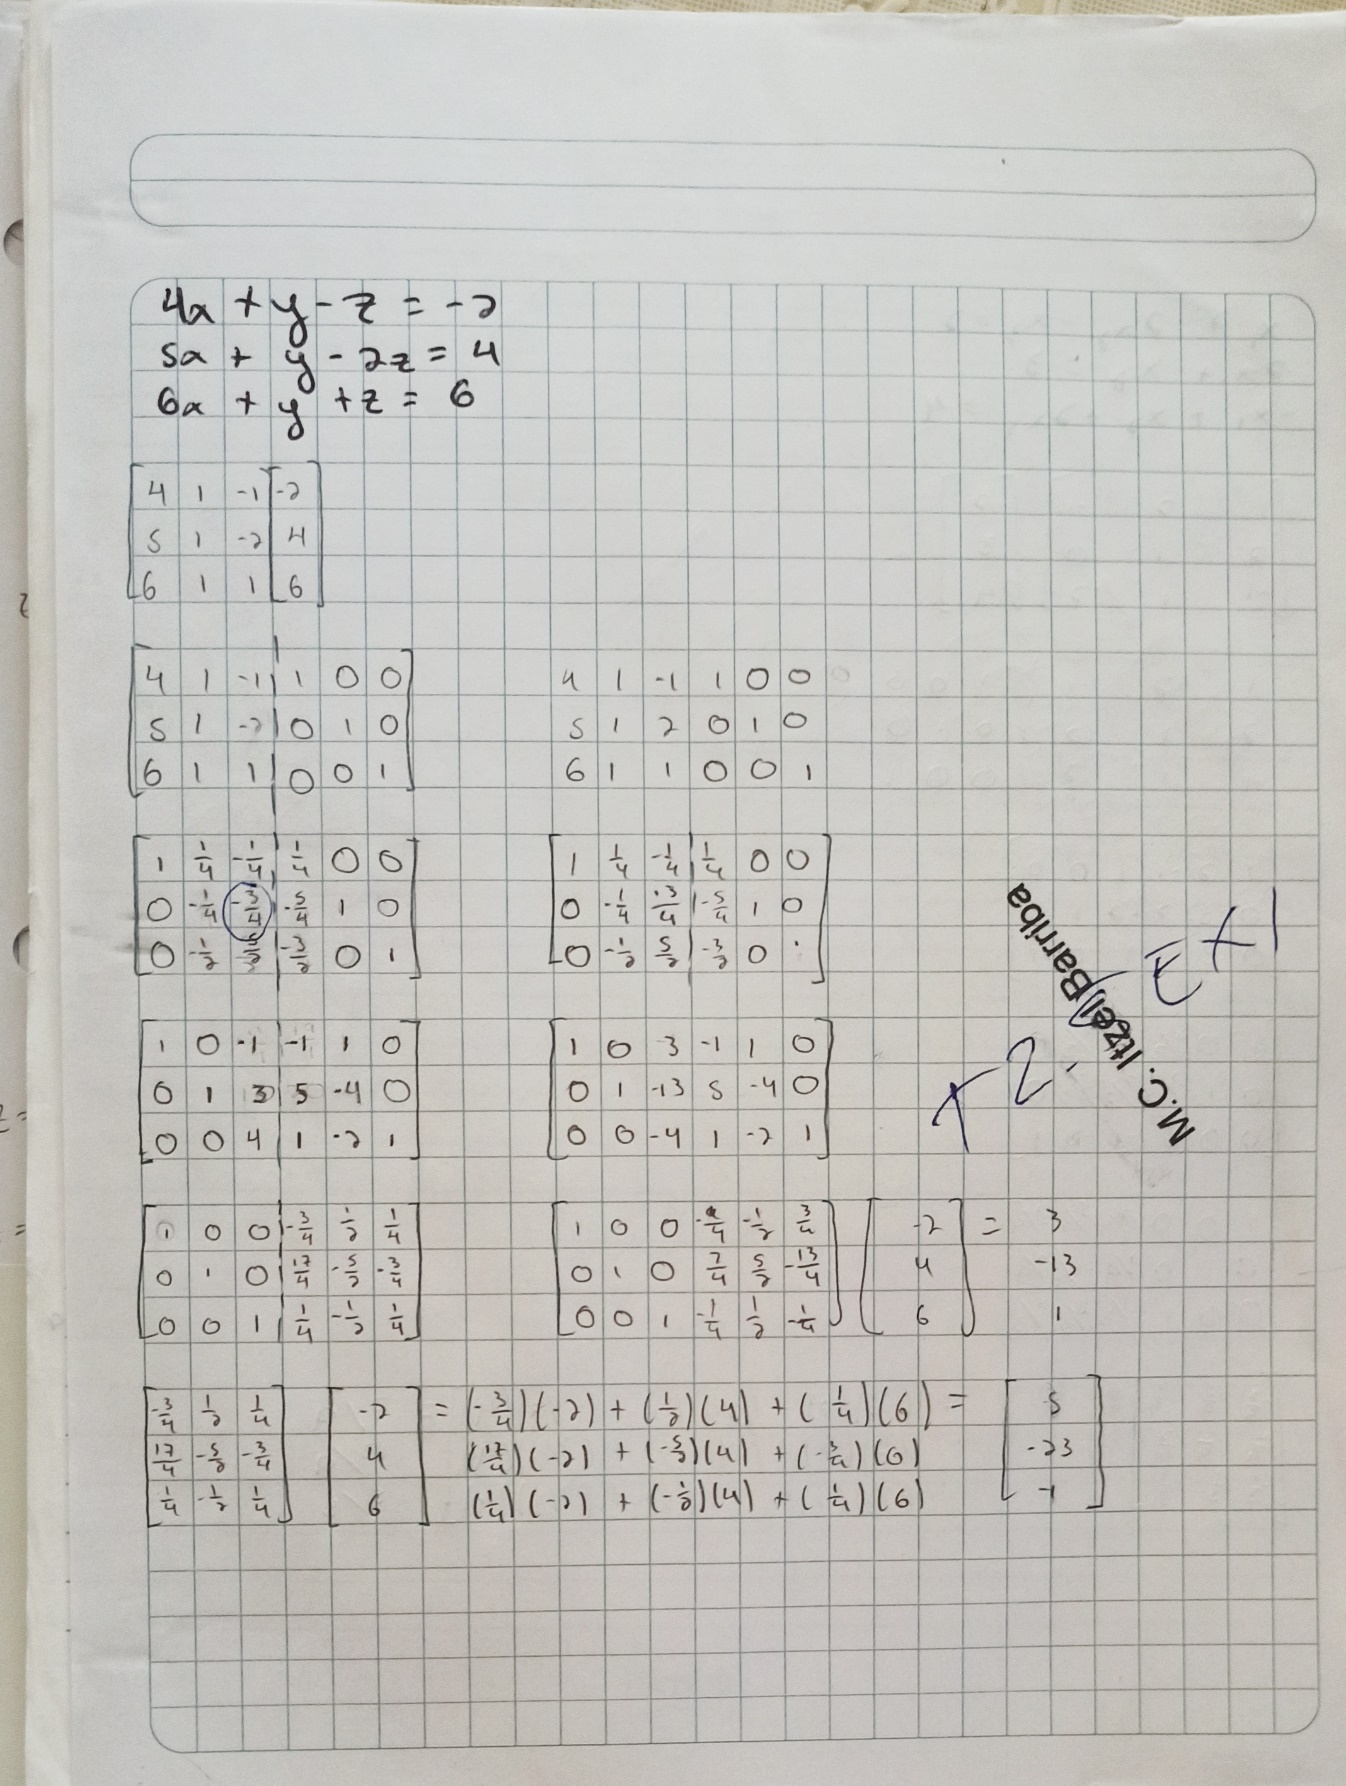 4x + y - z = -2
5x + y - 2z = 4
6x + y + z = 6
4 1 -1 -2
5 1 -2 4
6 1 1 6
4 1 -1 1 0 0
5 1 -2 0 1 0
6 1 1 0 0 1
4 1 -1 1 0 0
5 1 2 0 1 0
6 1 1 0 0 1
1 1/4 -1/4 1/4 0 0
0 -1/4 -3/4 -5/4 1 0
0 -1/2 -3/2 0 1
1 1/4 -1/4 1/4 0 0
0 -1/4 13/4 -5/4 1 0
0 -1/2 5/2 -3/2 0
1 0 -1 -1 1 0
0 1 3 5 -4 0
0 0 4 1 -2 1
1 0 3 -1 1 0
0 1 -13 5 -4 0
0 0 -4 1 -2 1
1 0 0 -3/4 1/2 1/4
0 1 0 17/4 -5/2 -3/4
0 0 1 1/4 -1/2 1/4
1 0 0 -1/2 3/4 -2 = 3
0 1 0 7/4 5/2 -13/4 4 -13
0 0 1 -1/4 1/2 -1/4 6 1
-3/4 1/2 1/4 -2 = (-3/4)(-2) + (1/2)(4) + (1/4)(6) = 5
17/4 -5/2 -3/4 4 (17/4)(-2) + (-5/2)(4) + (-3/4)(6) -23
1/4 -1/2 1/4 6 (1/4)(-2) + (-1/2)(4) + (1/4)(6) -1
M.C. Itzel Barriba